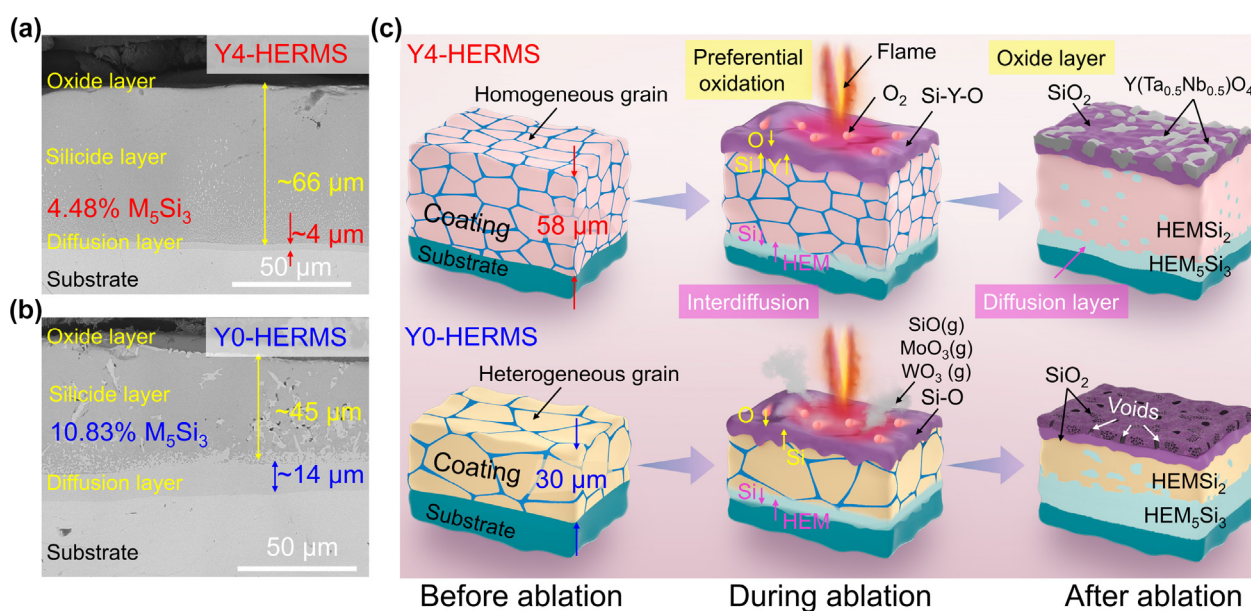 (a)
Y4-HERMS
Oxide layer
Silicide layer
~66 μm
4.48% M₅Si₃
Diffusion layer
~4 μm
Substrate
50 μm
(b)
Y0-HERMS
Oxide layer
Silicide layer
~45 μm
10.83% M₅Si₃
Diffusion layer
~14 μm
Substrate
50 μm
(c)
Y4-HERMS
Homogeneous grain
Coating
58 μm
Substrate
Preferential
oxidation
Flame
O₂
Si-Y-O
O
Si Y
Si
HEM
Interdiffusion
Oxide layer
SiO₂
Y(Ta₀.₅Nb₀.₅)O₄
HEMSi₂
HEM₅Si₃
Diffusion layer
Y0-HERMS
Heterogeneous grain
Coating
30 μm
Substrate
SiO(g)
MoO₃(g)
WO₃ (g)
Si-O
O
Si
Si
HEM
SiO₂
Voids
HEMSi₂
HEM₅Si₃
Before ablation
During ablation
After ablation